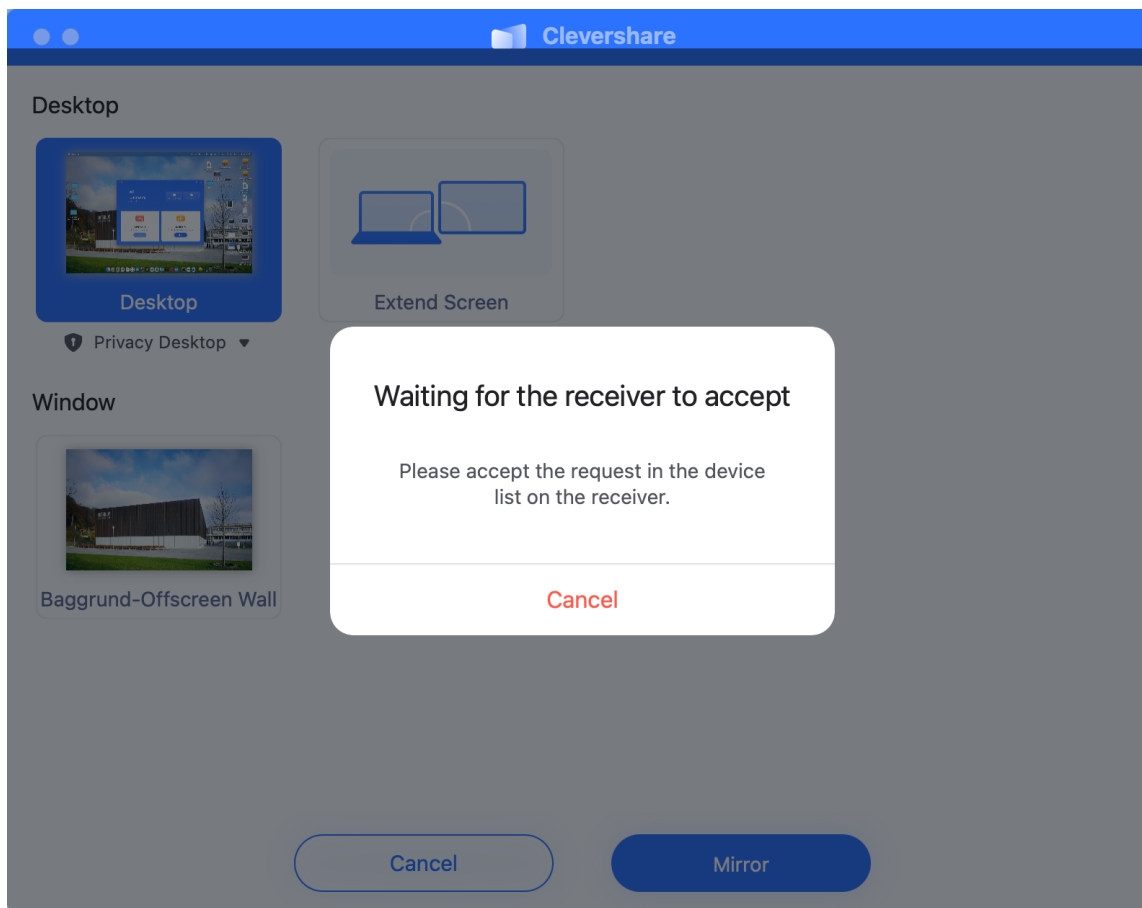 Clevershare
Desktop
Desktop
Extend Screen
Privacy Desktop
Window
Waiting for the receiver to accept
Please accept the request in the device
list on the receiver.
Cancel
Baggrund-Offscreen Wall
Cancel
Mirror